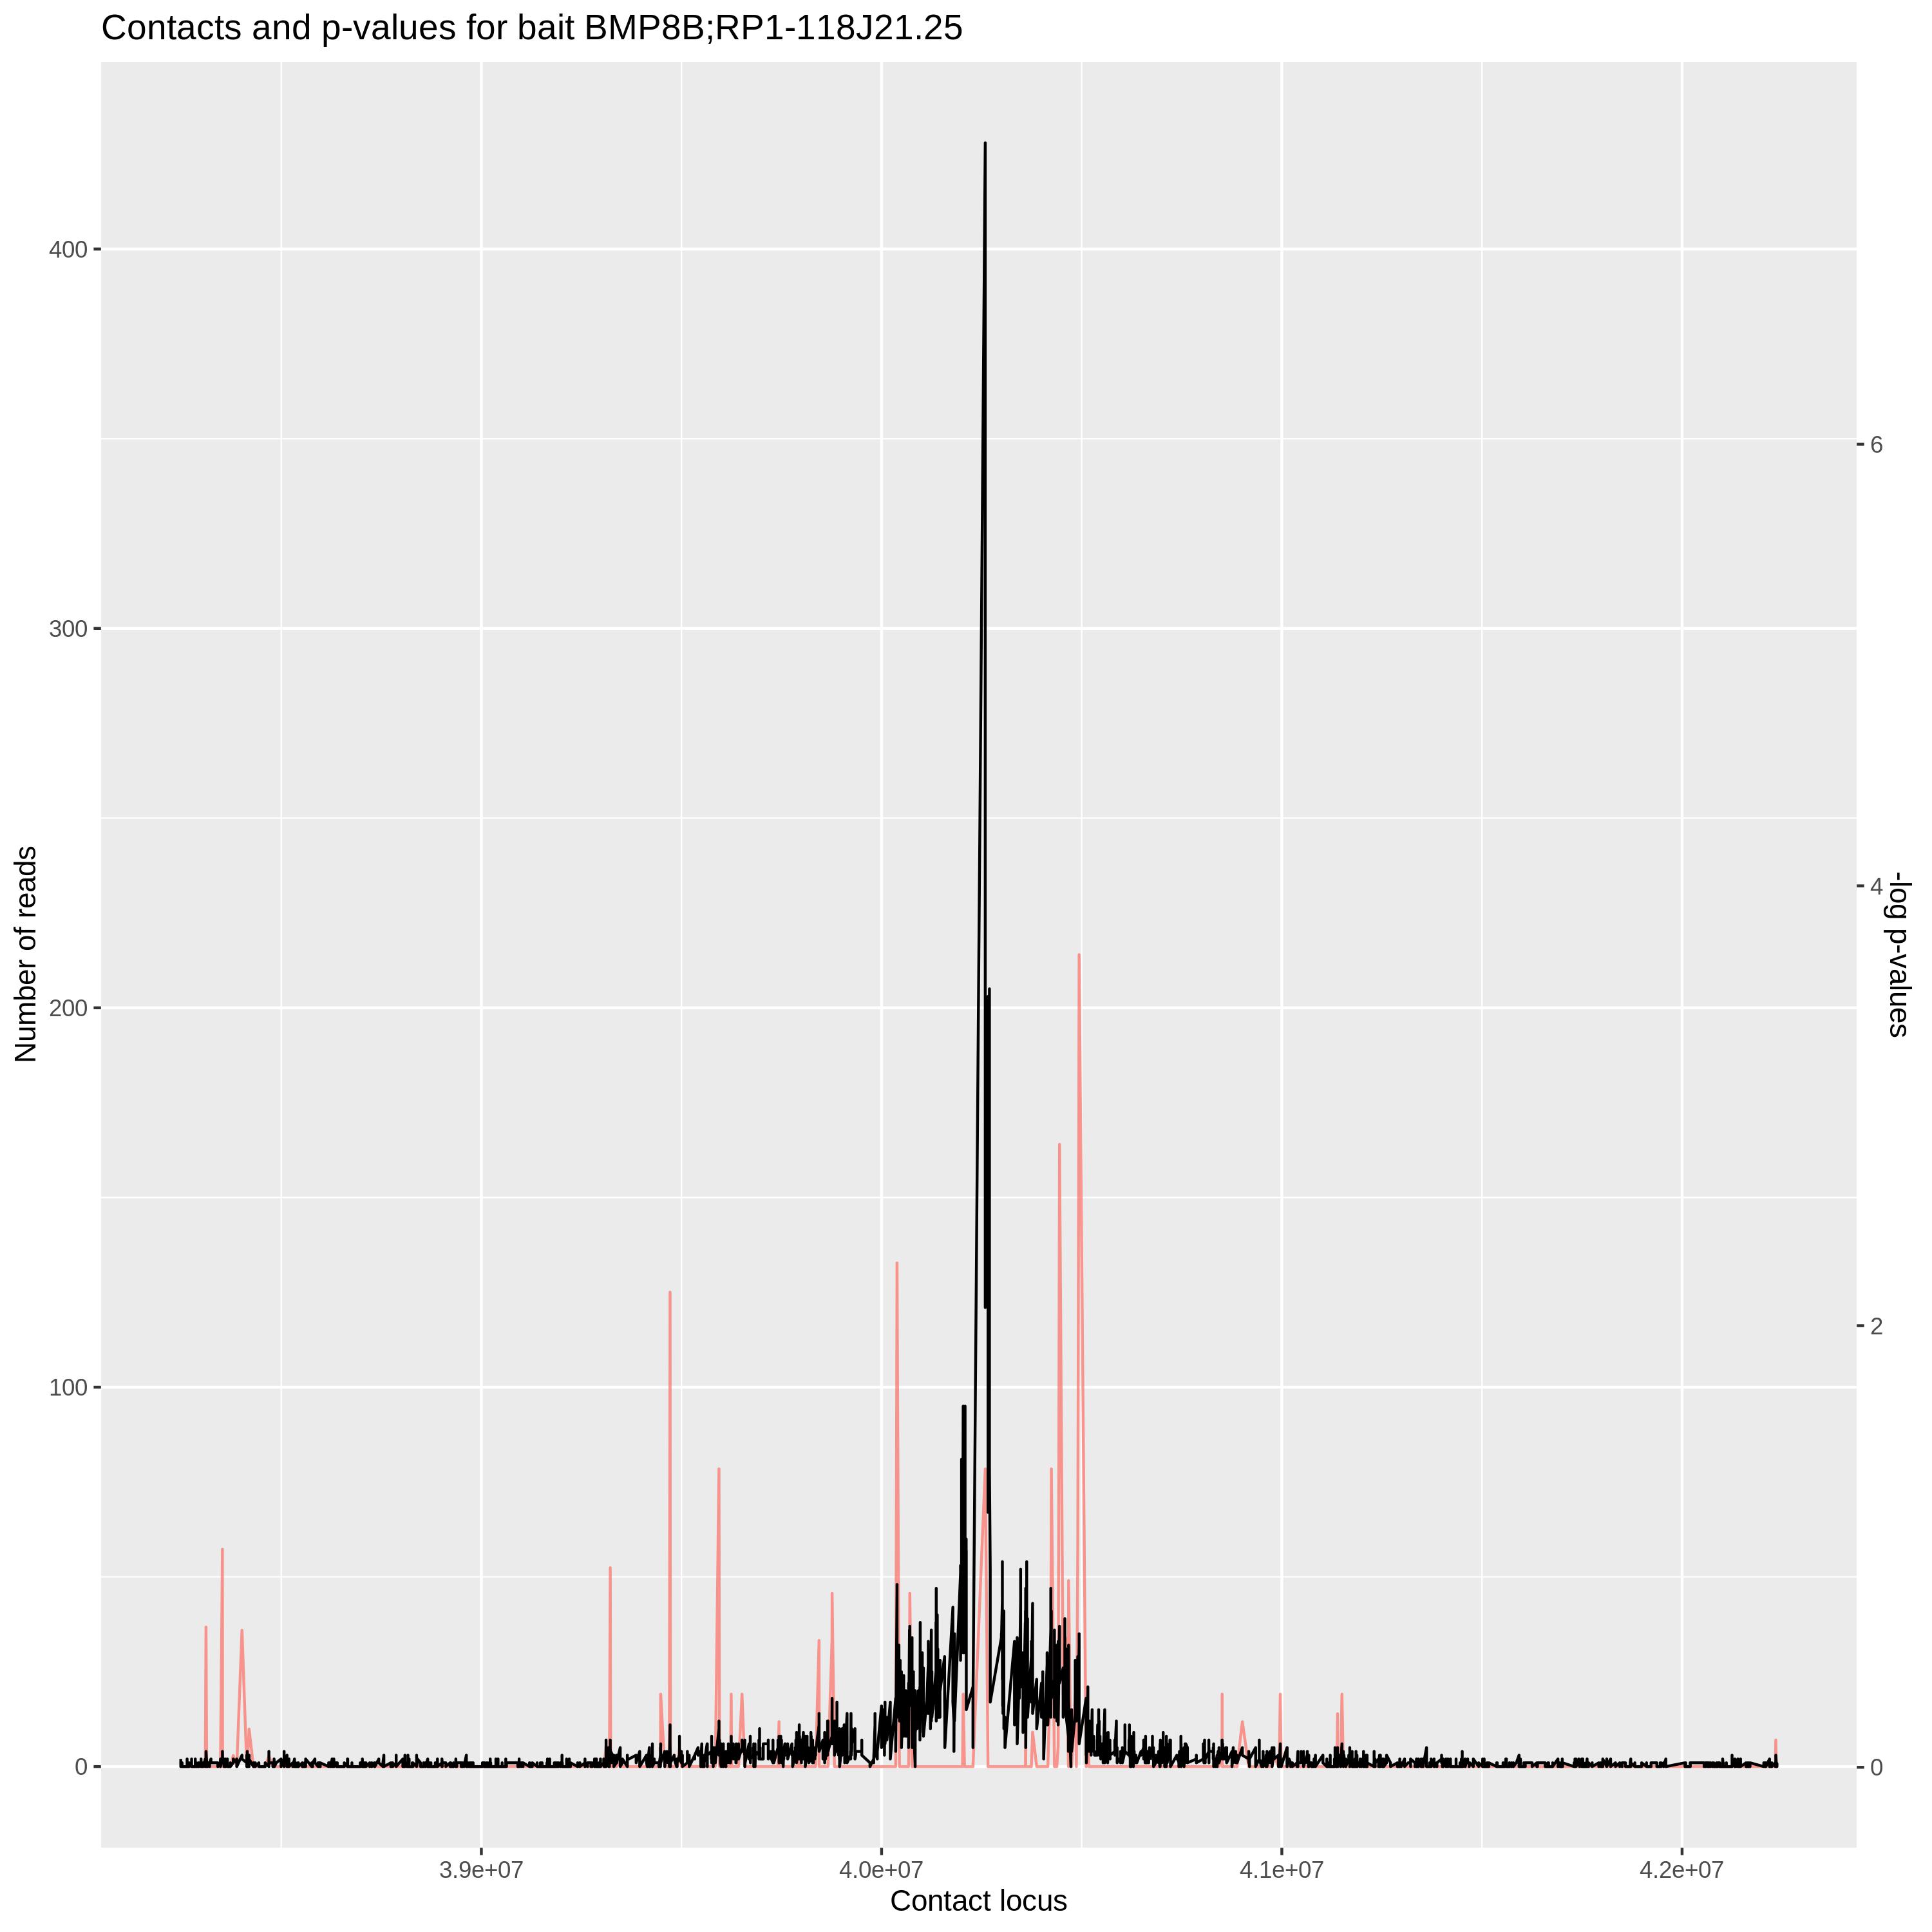 Contacts and p-values for bait BMP8B;RP1-118J21.25
400
300
200
100
0
Number of reads
6
4
2
0
-log p-values
3.9e+07
4.0e+07
4.1e+07
4.2e+07
Contact locus